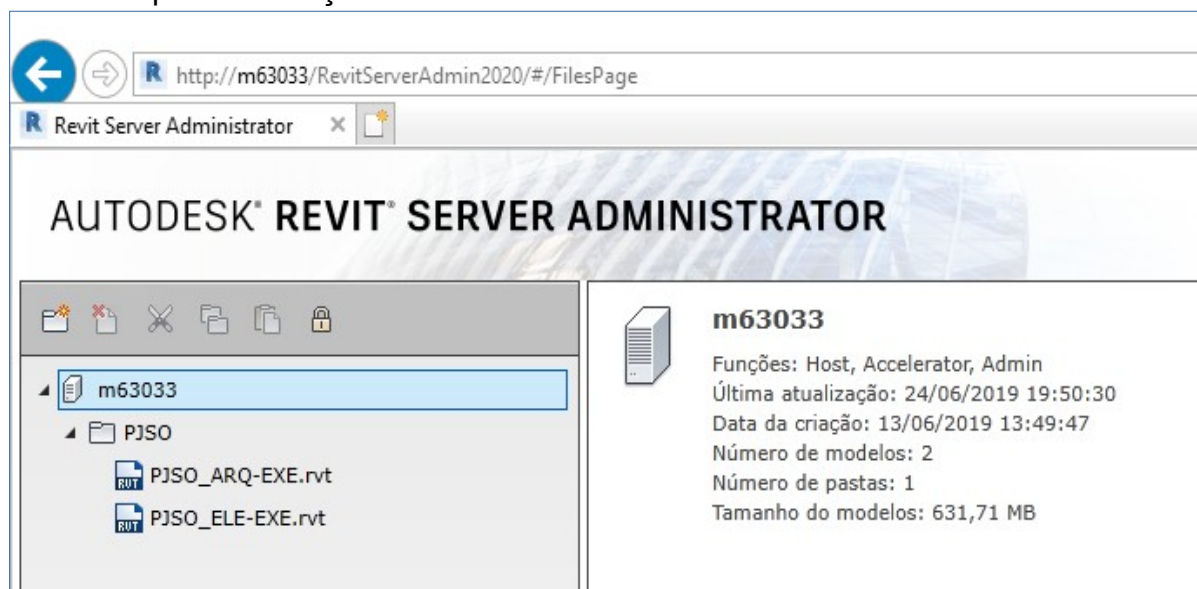 http://m63033/RevitServerAdmin2020/#/FilesPage
Revit Server Administrator
AUTODESK® REVIT® SERVER ADMINISTRATOR
m63033
PJSO
PJSO_ARQ-EXE.rvt
PJSO_ELE-EXE.rvt
m63033
Funções: Host, Accelerator, Admin
Última atualização: 24/06/2019 19:50:30
Data da criação: 13/06/2019 13:49:47
Número de modelos: 2
Número de pastas: 1
Tamanho do modelos: 631,71 MB